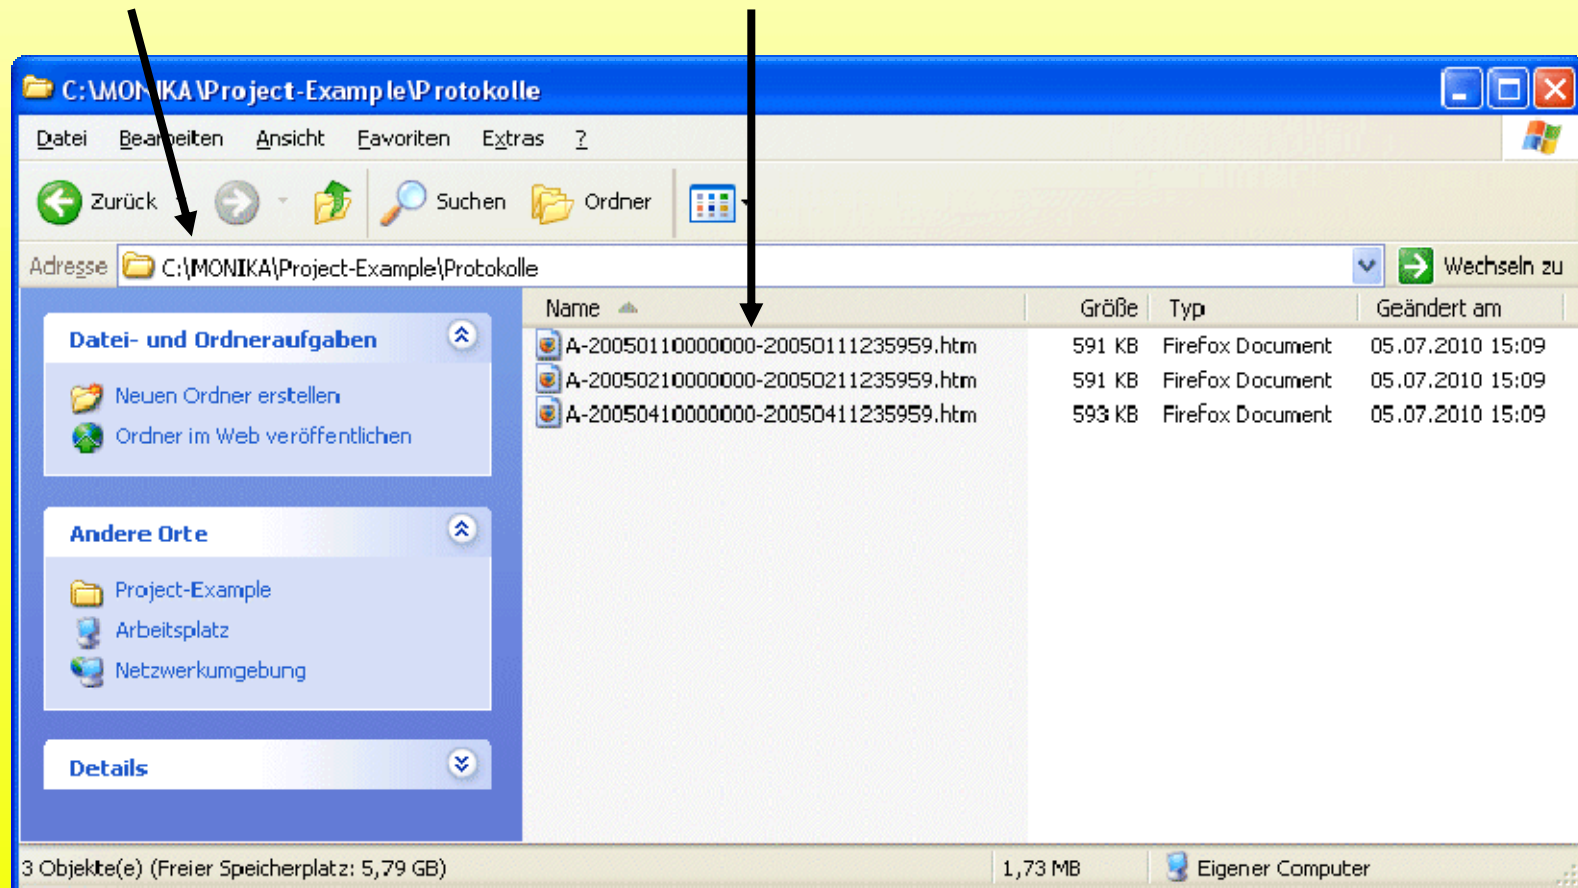 C:\MONIKA\Project-Example\Protokolle
Datei Bearbeiten Ansicht Favoriten Extras ?
Zurück Suchen Ordner
Adresse C:\MONIKA\Project-Example\Protokolle Wechseln zu
Name Größe Typ Geändert am
A-20050110000000-20050111235959.htm 591 KB Firefox Document 05.07.2010 15:09
A-20050210000000-20050211235959.htm 591 KB Firefox Document 05.07.2010 15:09
A-20050410000000-20050411235959.htm 593 KB Firefox Document 05.07.2010 15:09
Datei- und Ordneraufgaben
Neuen Ordner erstellen
Ordner im Web veröffentlichen
Andere Orte
Project-Example
Arbeitsplatz
Netzwerkumgebung
Details
3 Objekte(e) (Freier Speicherplatz: 5,79 GB) 1,73 MB Eigener Computer